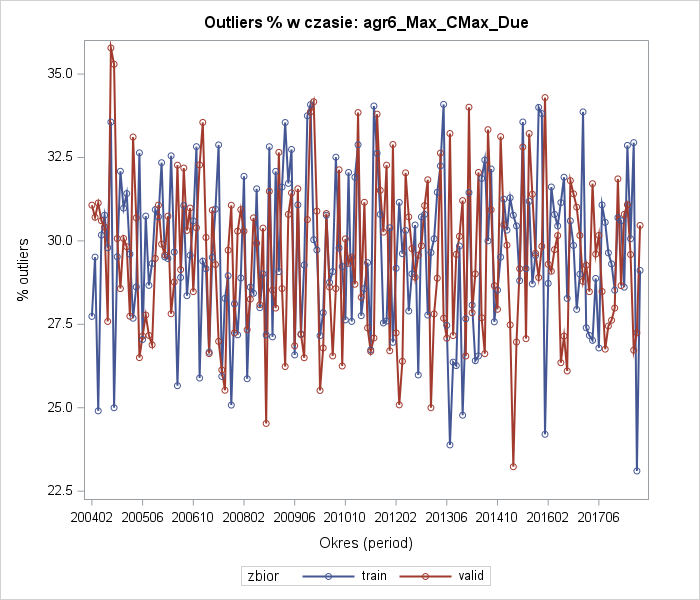 Outliers % w czasie: agr6_Max_CMax_Due
% outliers
35.0
32.5
30.0
27.5
25.0
22.5
200402 200506 200610 200802 200906 201010 201202 201306 201410 201602 201706
Okres (period)
zbior train valid